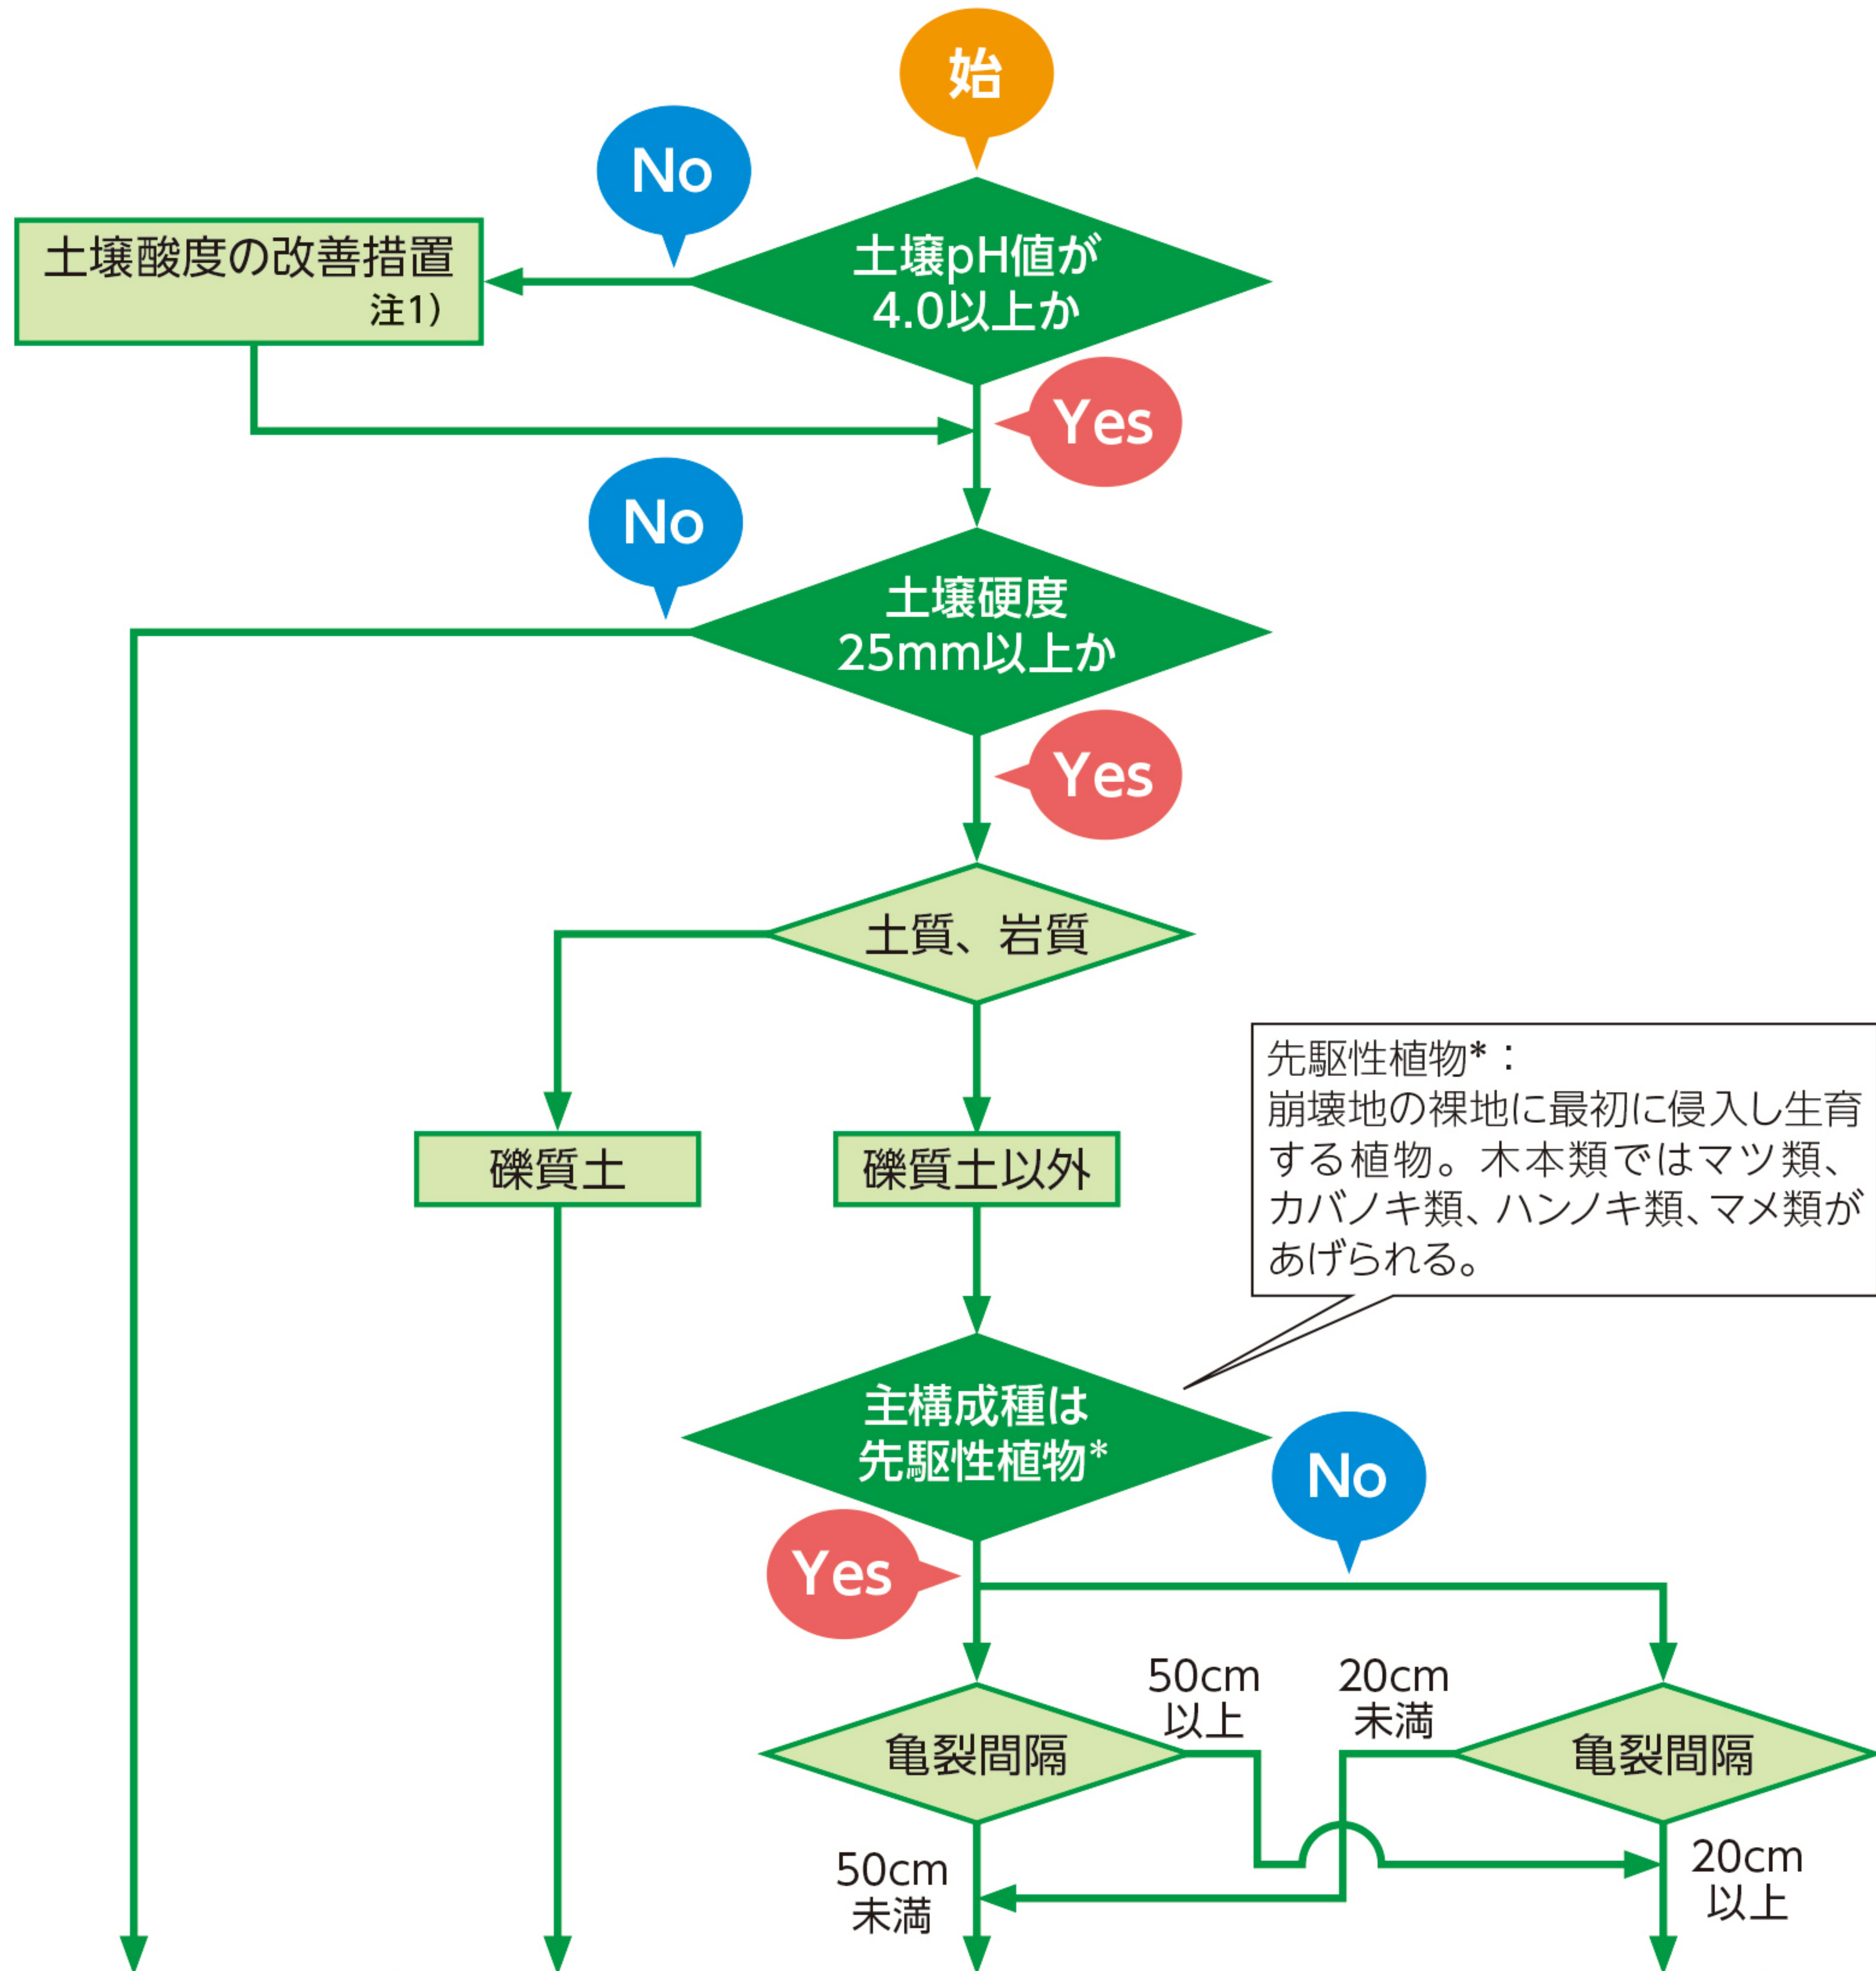 始
No
土壌酸度の改善措置
注1)
土壌pH値が
4.0以上か
Yes
No
土壌硬度
25mm以上か
Yes
土質、岩質
礫質土
礫質土以外
先駆性植物*：
崩壊地の裸地に最初に侵入し生育
する植物。木本類ではマツ類、
カバノキ類、ハンノキ類、マメ類が
あげられる。
主構成種は
先駆性植物*
No
Yes
50cm
以上
20cm
未満
亀裂間隔
亀裂間隔
50cm
未満
20cm
以上